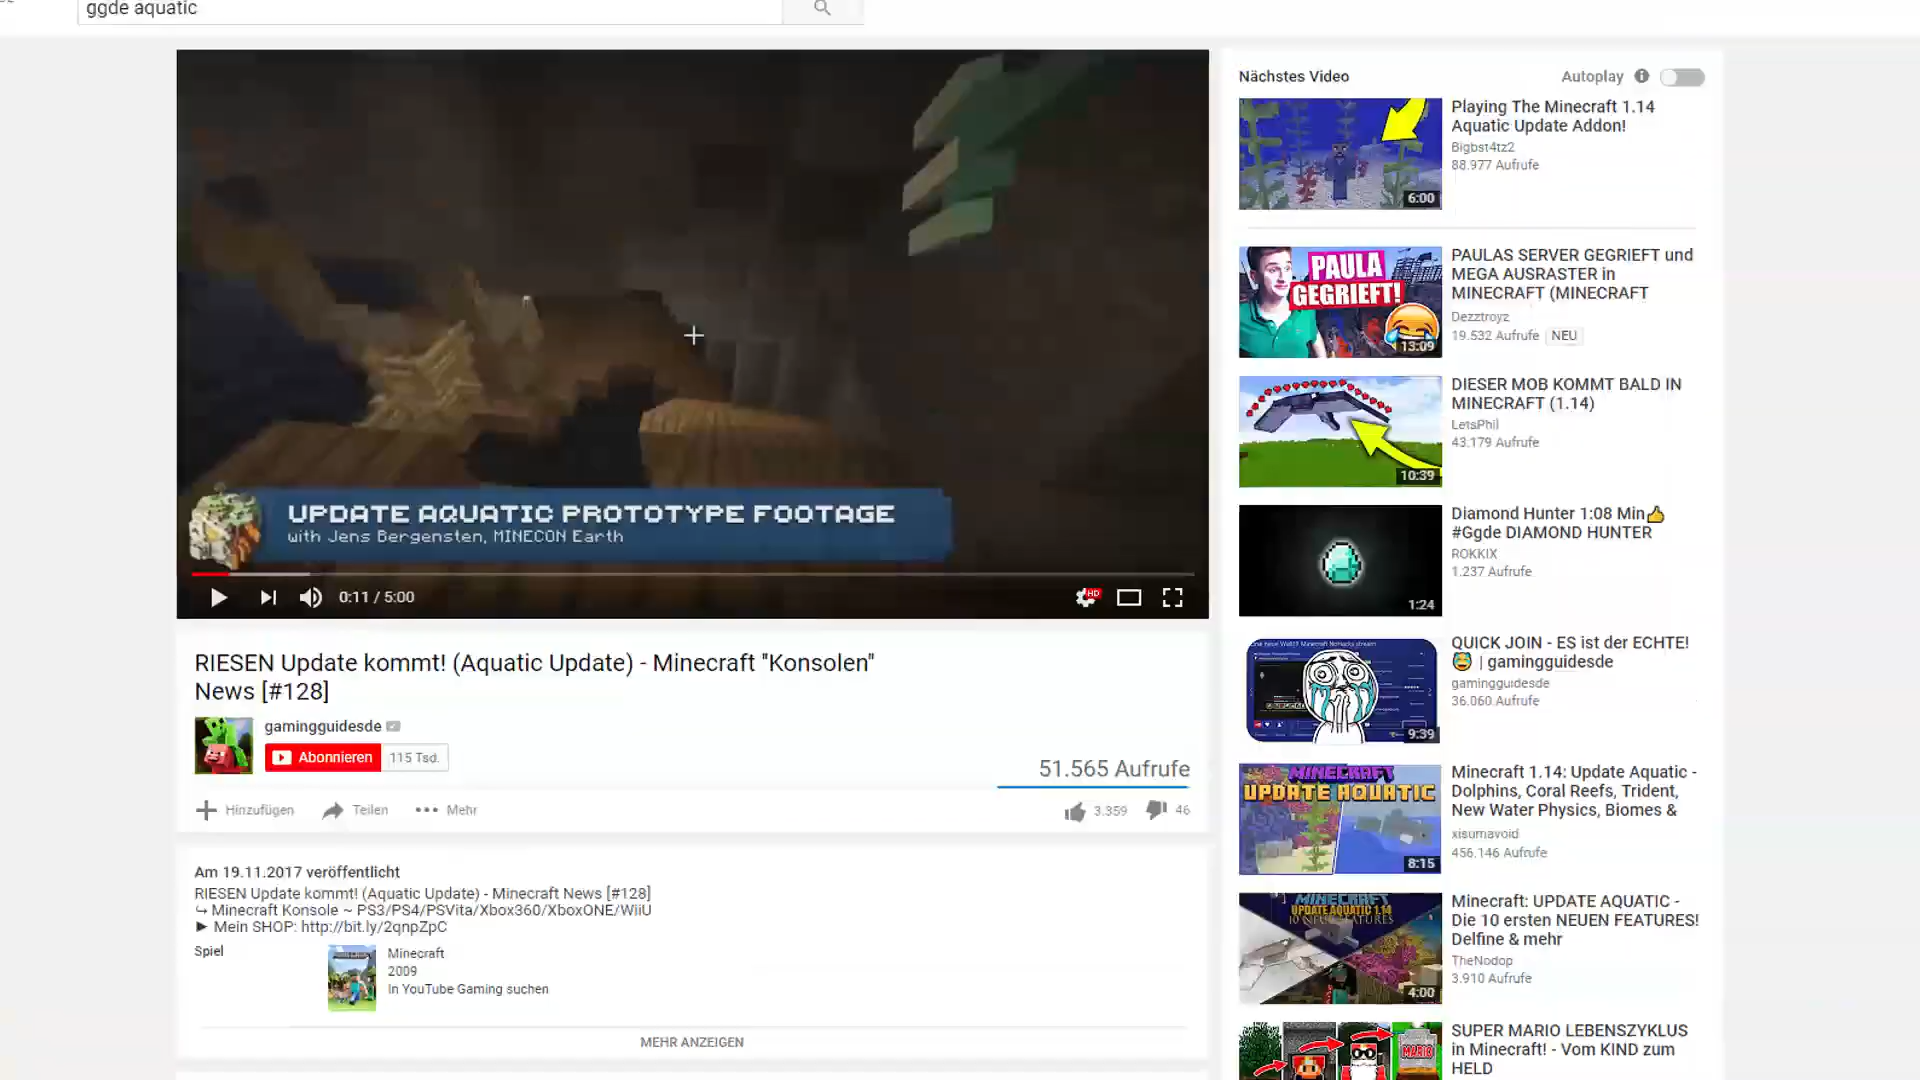 ggde aquatic
UPDATE AQUATIC PROTOTYPE FOOTAGE
with Jens Bergensten, MINECON Earth
0:11 / 5:00
HD
RIESEN Update kommt! (Aquatic Update) - Minecraft "Konsolen"
News [#128]
gamingguidesde
Abonnieren 115 Tsd.
51.565 Aufrufe
Hinzufügen Teilen Mehr
3.359 46
Am 19.11.2017 veröffentlicht
RIESEN Update kommt! (Aquatic Update) - Minecraft News [#128]
↪ Minecraft Konsole ~ PS3/PS4/PSVita/Xbox360/XboxONE/WiiU
► Mein SHOP: http://bit.ly/2qnpZpC
Spiel
Minecraft
2009
In YouTube Gaming suchen
MEHR ANZEIGEN
Nächstes Video
Autoplay
6:00
Playing The Minecraft 1.14
Aquatic Update Addon!
Bigbst4tz2
88.977 Aufrufe
PAULA
GEGRIEFT!
13:09
PAULAS SERVER GEGRIEFT und
MEGA AUSRASTER in
MINECRAFT (MINECRAFT
Dezztroyz
19.532 Aufrufe NEU
10:39
DIESER MOB KOMMT BALD IN
MINECRAFT (1.14)
LetsPhil
43.179 Aufrufe
1:24
Diamond Hunter 1:08 Min👍
#Ggde DIAMOND HUNTER
ROKKIX
1.237 Aufrufe
9:39
QUICK JOIN - ES ist der ECHTE!
😂 | gamingguidesde
gamingguidesde
36.060 Aufrufe
MINECRAFT
UPDATE AQUATIC
8:15
Minecraft 1.14: Update Aquatic -
Dolphins, Coral Reefs, Trident,
New Water Physics, Biomes &
xisumavoid
456.146 Aufrufe
MINECRAFT
UPDATE AQUATIC 1.14
10 NEUE FEATURES
4:00
Minecraft: UPDATE AQUATIC -
Die 10 ersten NEUEN FEATURES!
Delfine & mehr
TheNodop
3.910 Aufrufe
MARIO
SUPER MARIO LEBENSZYKLUS
in Minecraft! - Vom KIND zum
HELD